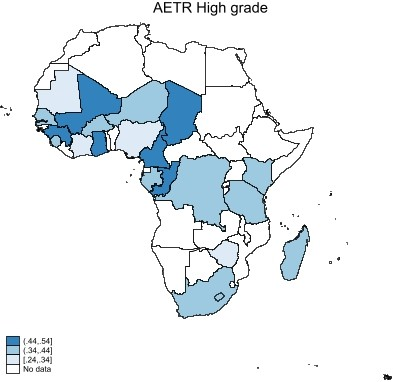 AETR High grade
(.44,.54]
(.34,.44]
[.24,.34]
No data